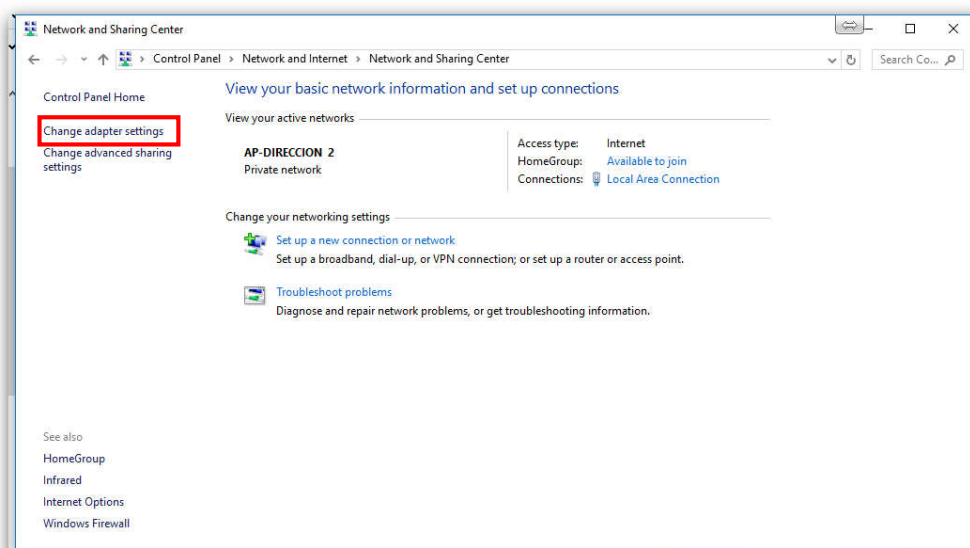 Network and Sharing Center
Control Panel > Network and Internet > Network and Sharing Center
Search Co...
Control Panel Home
Change adapter settings
Change advanced sharing
settings
View your basic network information and set up connections
View your active networks
AP-DIRECCION 2
Private network
Access type: Internet
HomeGroup: Available to join
Connections: Local Area Connection
Change your networking settings
Set up a new connection or network
Set up a broadband, dial-up, or VPN connection; or set up a router or access point.
Troubleshoot problems
Diagnose and repair network problems, or get troubleshooting information.
See also
HomeGroup
Infrared
Internet Options
Windows Firewall